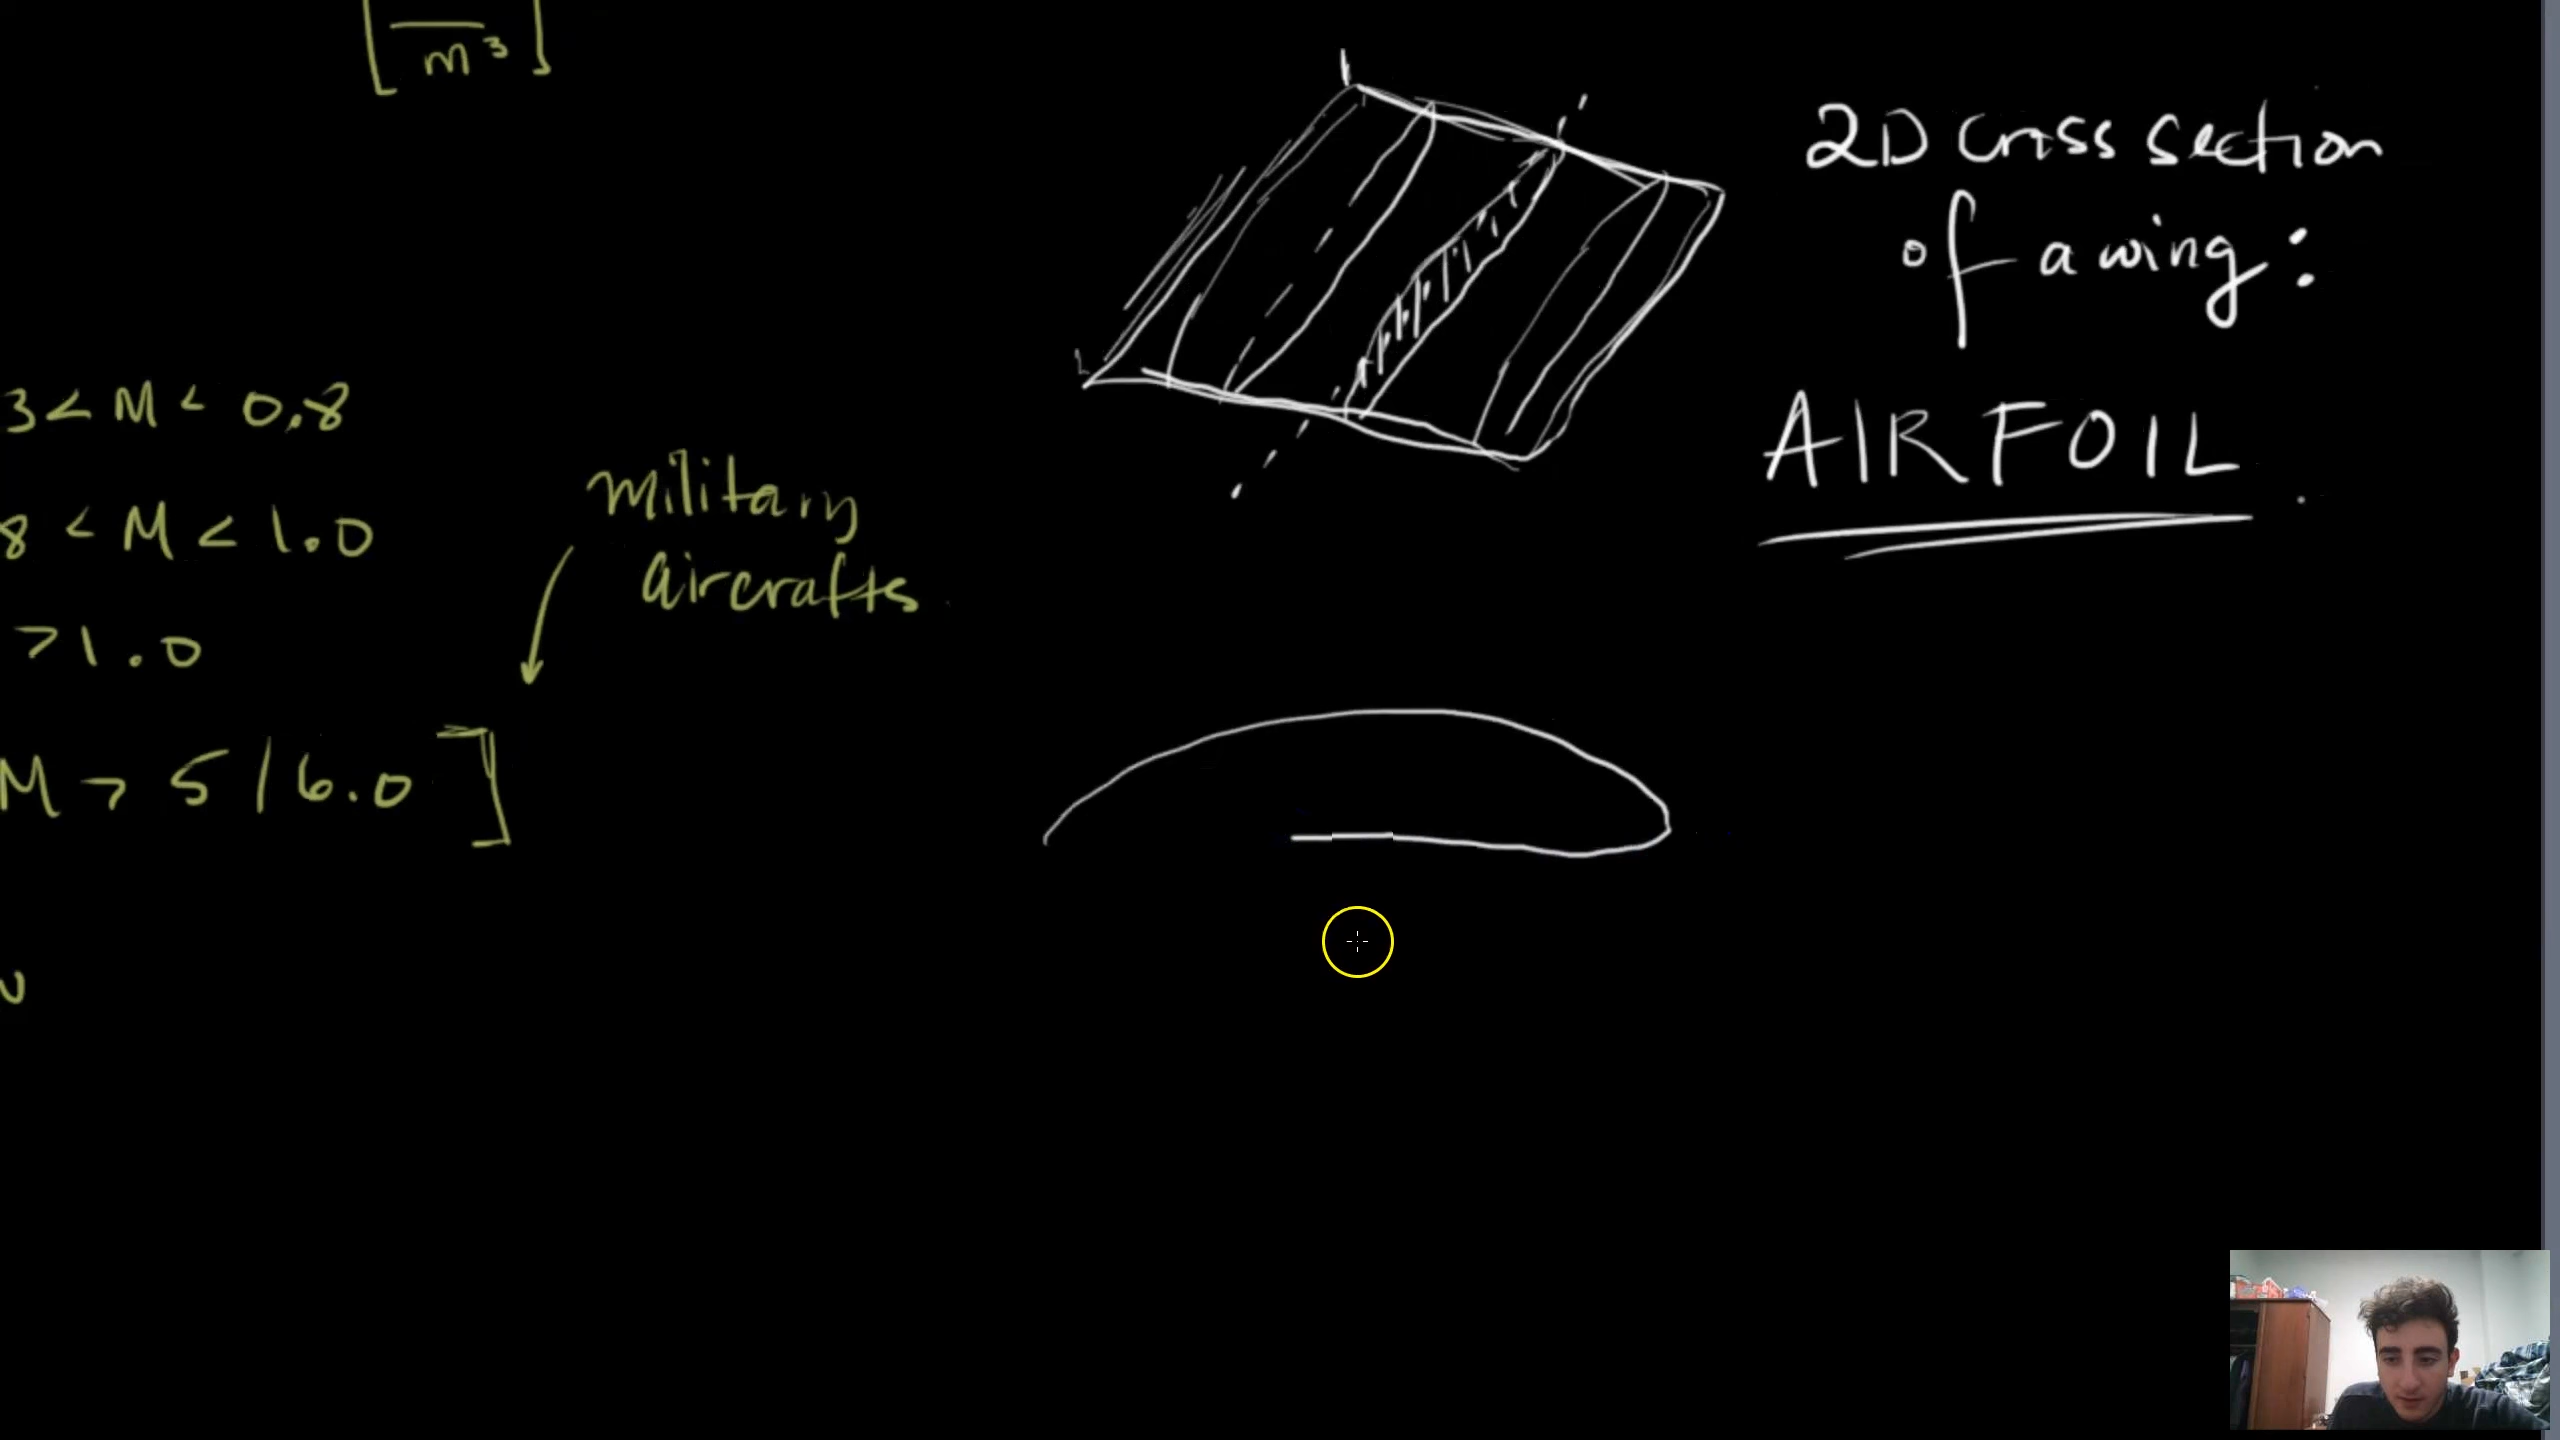 m³
3 < M < 0.8
8 < M < 1.0
> 1.0
M > 5 / 6.0 ]
military
aircrafts
2D cross section
of a wing:
AIRFOIL